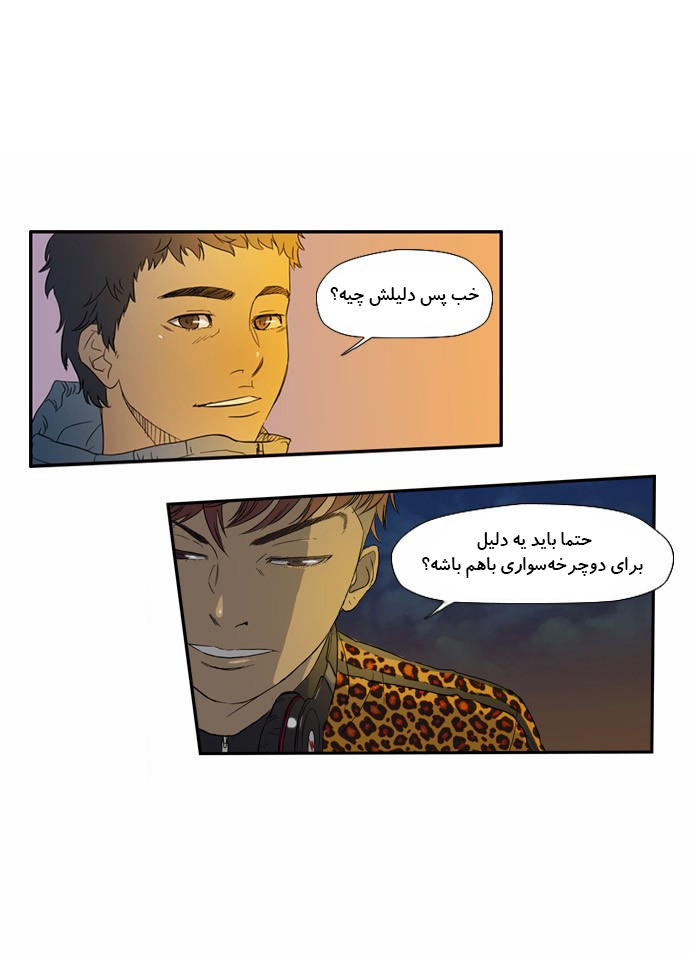 خب پس دلیلش چیه؟
حتما باید یه دلیل
برای دوچرخه‌سواری باهم باشه؟